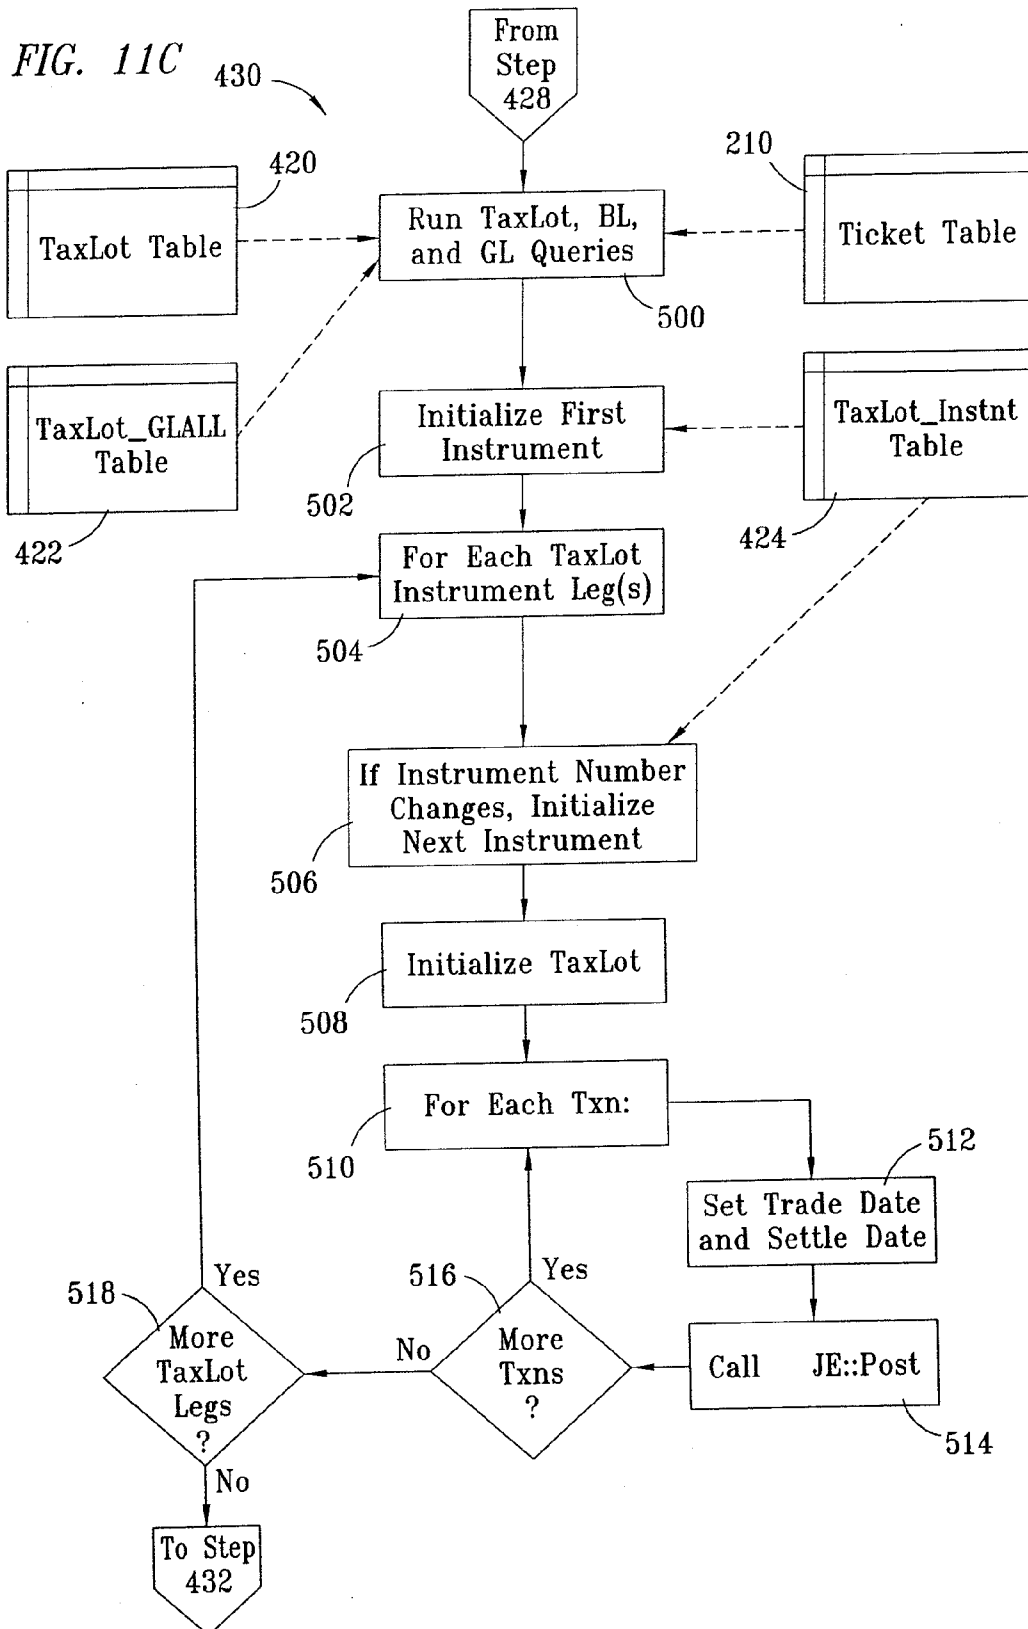 FIG. 11C
430
From
Step
428
420
TaxLot Table
Run TaxLot, BL,
and GL Queries
500
210
Ticket Table
TaxLot_GLALL
Table
422
Initialize First
Instrument
502
TaxLot_Instnt
Table
424
For Each TaxLot
Instrument Leg(s)
504
If Instrument Number
Changes, Initialize
Next Instrument
506
Initialize TaxLot
508
For Each Txn:
510
512
Set Trade Date
and Settle Date
Call JE::Post
514
516
Yes
More
Txns
?
No
518
Yes
More
TaxLot
Legs
?
No
To Step
432